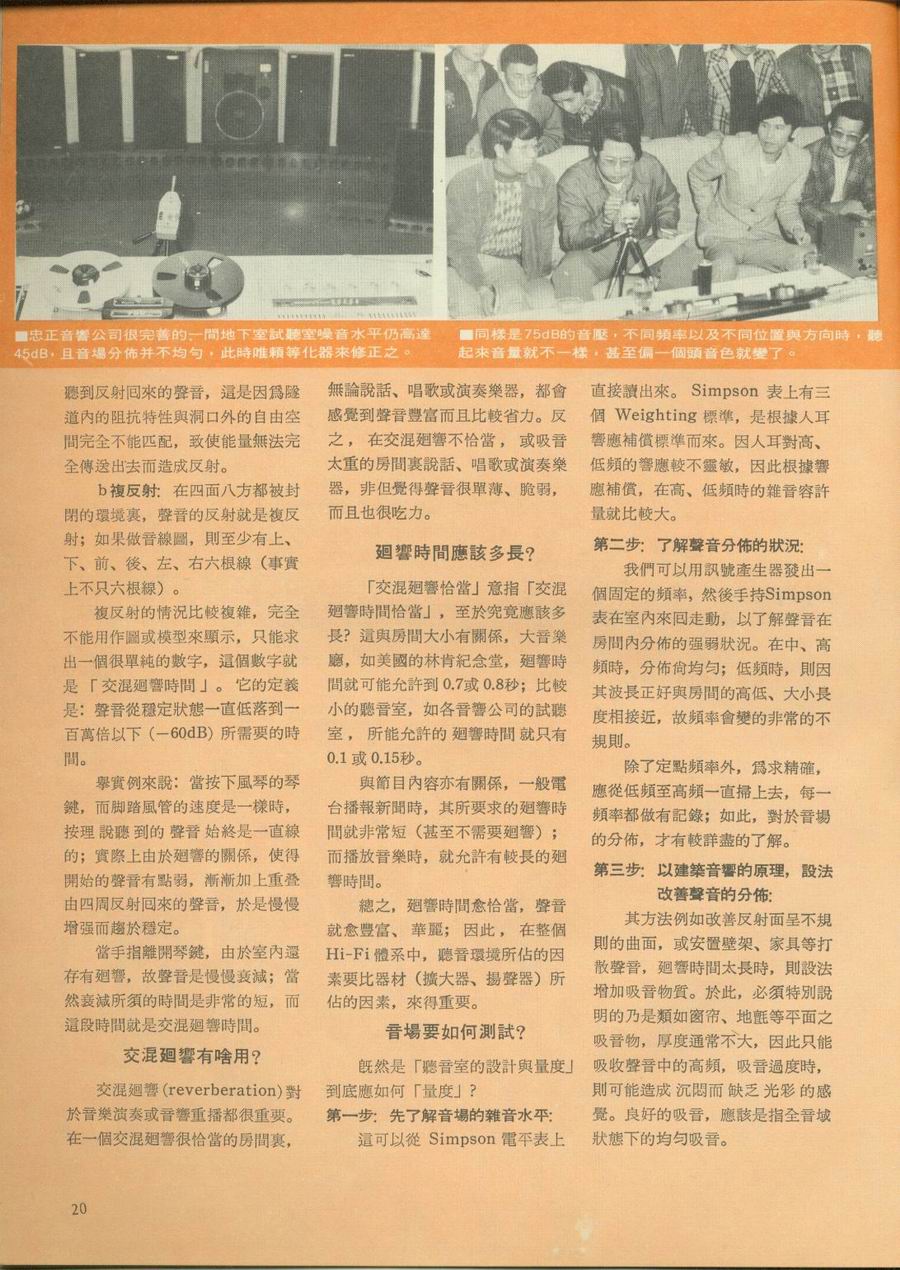 ■忠正音響公司很完善的一間地下室試聽室噪音水平仍高達
45dB，且音場分佈并不均勻，此時唯賴等化器來修正之。
■同樣是75dB的音壓，不同頻率以及不同位置與方向時，聽
起來音量就不一樣，甚至偏一個頭音色就變了。
聽到反射回來的聲音，這是因爲隧
道內的阻抗特性與洞口外的自由空
間完全不能匹配，致使能量無法完
全傳送出去而造成反射。
b複反射：在四面八方都被封
閉的環境裏，聲音的反射就是複反
射；如果做音線圖，則至少有上、
下、前、後、左、右六根線（事實
上不只六根線）。
複反射的情況比較複雜，完全
不能用作圖或模型來顯示，只能求
出一個很單純的數字，這個數字就
是「交混廻響時間」。它的定義
是：聲音從穩定狀態一直低落到一
百萬倍以下（－60dB）所需要的時
間。
舉實例來說：當按下風琴的琴
鍵，而脚踏風管的速度是一樣時，
按理說聽到的聲音始終是一直線
的；實際上由於廻響的關係，使得
開始的聲音有點弱，漸漸加上重叠
由四周反射回來的聲音，於是慢慢
增强而趨於穩定。
當手指離開琴鍵，由於室內還
存有廻響，故聲音是慢慢衰減；當
然衰減所須的時間是非常的短，而
這段時間就是交混廻響時間。
交混廻響有啥用？
交混廻響(reverberation)對
於音樂演奏或音響重播都很重要。
在一個交混廻響很恰當的房間裏，
無論說話、唱歌或演奏樂器，都會
感覺到聲音豐富而且比較省力。反
之，在交混廻響不恰當，或吸音
太重的房間裏說話、唱歌或演奏樂
器，非但覺得聲音很單薄、脆弱，
而且也很吃力。
廻響時間應該多長？
「交混廻響恰當」意指「交混
廻響時間恰當」，至於究竟應該多
長？這與房間大小有關係，大音樂
廳，如美國的林肯紀念堂，廻響時
間就可能允許到0.7或0.8秒；比較
小的聽音室，如各音響公司的試聽
室，所能允許的廻響時間就只有
0.1或0.15秒。
與節目內容亦有關係，一般電
台播報新聞時，其所要求的廻響時
間就非常短（甚至不需要廻響）；
而播放音樂時，就允許有較長的廻
響時間。
總之，廻響時間愈恰當，聲音
就愈豐富、華麗；因此，在整個
Hi-Fi體系中，聽音環境所佔的因
素要比器材（擴大器、揚聲器）所
佔的因素，來得重要。
音場要如何測試？
旣然是「聽音室的設計與量度」
到底應如何「量度」？
第一步：先了解音場的雜音水平：
這可以從 Simpson 電平表上
直接讀出來。Simpson 表上有三
個 Weighting 標準，是根據人耳
響應補償標準而來。因人耳對高、
低頻的響應較不靈敏，因此根據響
應補償，在高、低頻時的雜音容許
量就比較大。
第二步：了解聲音分佈的狀況：
我們可以用訊號產生器發出一
個固定的頻率，然後手持Simpson
表在室內來回走動，以了解聲音在
房間內分佈的强弱狀況。在中、高
頻時，分佈尙均勻；低頻時，則因
其波長正好與房間的高低、大小長
度相接近，故頻率會變的非常的不
規則。
除了定點頻率外，爲求精確，
應從低頻至高頻一直掃上去，每一
頻率都做有記錄；如此，對於音場
的分佈，才有較詳盡的了解。
第三步：以建築音響的原理，設法
改善聲音的分佈：
其方法例如改善反射面呈不規
則的曲面，或安置壁架、家具等打
散聲音，廻響時間太長時，則設法
增加吸音物質。於此，必須特別說
明的乃是類如窗帘、地氈等平面之
吸音物，厚度通常不大，因此只能
吸收聲音中的高頻，吸音過度時，
則可能造成沉悶而缺乏光彩的感
覺。良好的吸音，應該是指全音域
狀態下的均勻吸音。
20